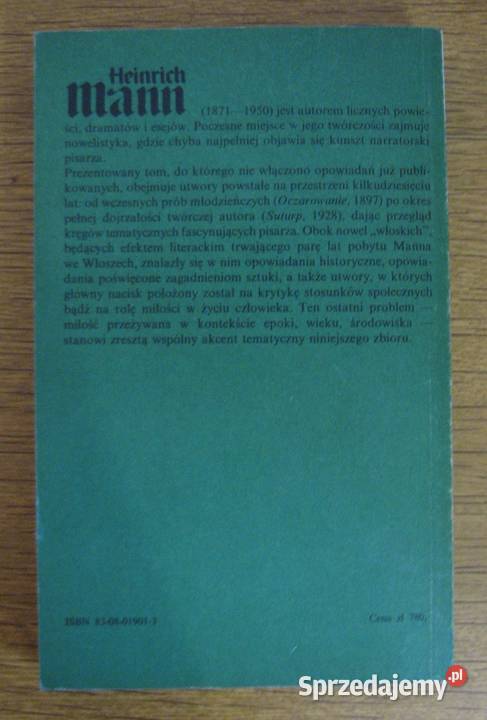 Heinrich
Mann (1871—1950) jest autorem licznych powie-
ści, dramatów i esejów. Poczesne miejsce w jego twórczości zajmuje
nowelistyka, gdzie chyba najpełniej objawia się kunszt narratorski
pisarza.
Prezentowany tom, do którego nie włączono opowiadań już publi-
kowanych, obejmuje utwory powstałe na przestrzeni kilkudziesięciu
lat: od wczesnych prób młodzieńczych (Oczarowanie, 1897) po okres
pełnej dojrzałości twórczej autora (Suturp, 1928), dając przegląd
kręgów tematycznych fascynujących pisarza. Obok nowel „włoskich",
będących efektem literackim trwającego parę lat pobytu Manna
we Włoszech, znalazły się w nim opowiadania historyczne, opowia-
dania poświęcone zagadnieniom sztuki, a także utwory, w których
główny nacisk położony został na krytykę stosunków społecznych
bądź na rolę miłości w życiu człowieka. Ten ostatni problem —
miłość przeżywana w kontekście epoki, wieku, środowiska —
stanowi zresztą wspólny akcent tematyczny niniejszego zbioru.
ISBN 83-08-01901-3 Cena zł 780,
Sprzedajemy.pl